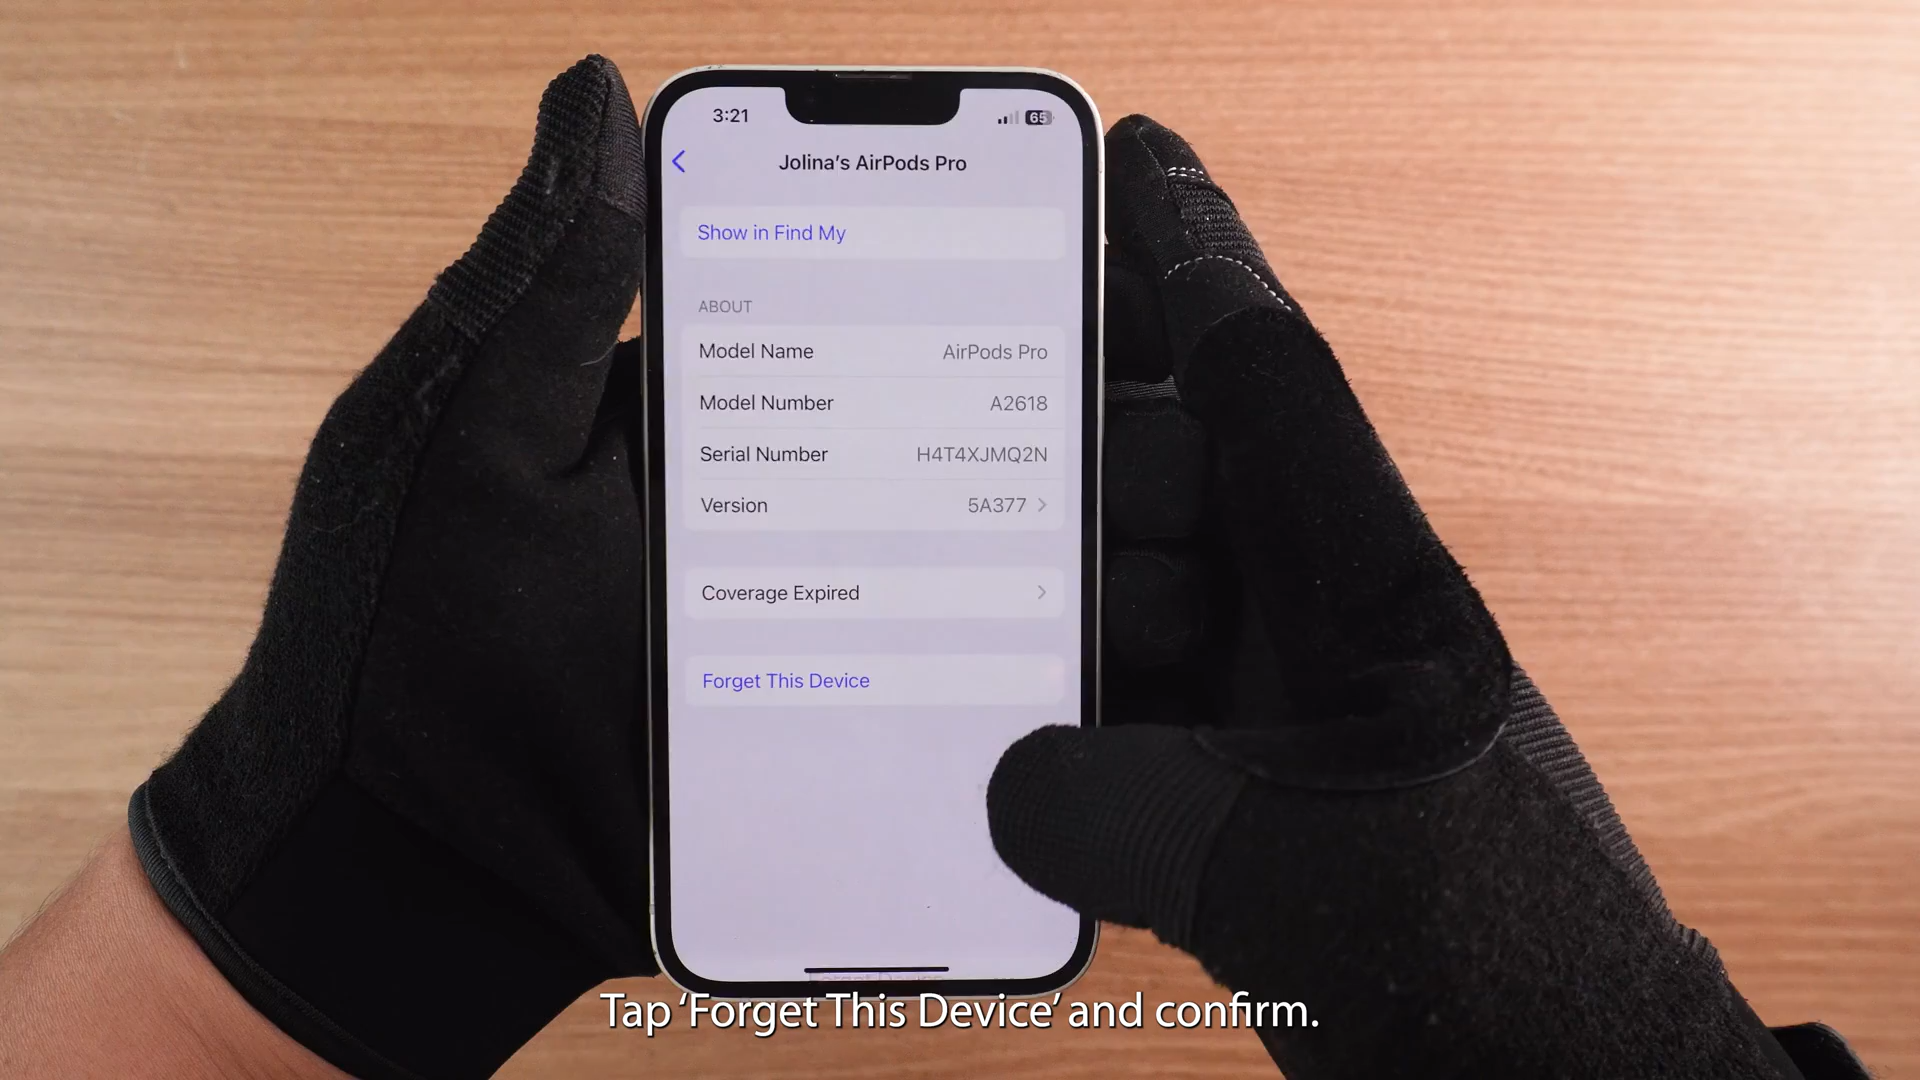 3:21
65
Jolina's AirPods Pro
Show in Find My
ABOUT
Model Name AirPods Pro
Model Number A2618
Serial Number H4T4XJMQ2N
Version 5A377
Coverage Expired
Forget This Device
Tap ‘Forget This Device’ and confirm.